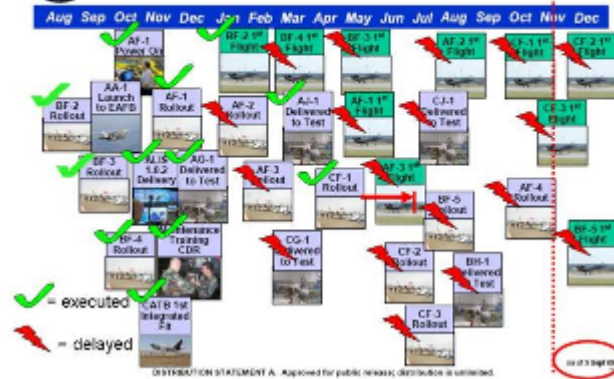 Aug Sep Oct Nov Dec Jan Feb Mar Apr May Jun Jul Aug Sep Oct Nov Dec
AF-1
Power On
BF-2 1st
Flight
BF-4 1st
Flight
BF-3 1st
Flight
AF-2 1st
Flight
CF-1 1st
Flight
CF-2 1st
Flight
BF-2
Rollout
AA-1
Launch
to EAFB
AF-1
Rollout
AF-2
Rollout
AJ-1
Delivered
to Test
AF-1 1st
Flight
CJ-1
Delivered
to Test
CF-3 1st
Flight
BF-3
Rollout
ALIS
1.0.2
Delivery
AG-1
Delivered
to Test
AF-3
Rollout
CF-1
Rollout
AF-3 1st
Flight
BF-5
Rollout
AF-4
Rollout
BF-4
Rollout
Training
CDR
CG-1
Delivered
to Test
CF-2
Rollout
BH-1
Delivered
to Test
BF-5 1st
Flight
CATB 1st
Integrated
Flt
CF-3
Rollout
= executed
= delayed
DISTRIBUTION STATEMENT A. Approved for public release; distribution is unlimited.